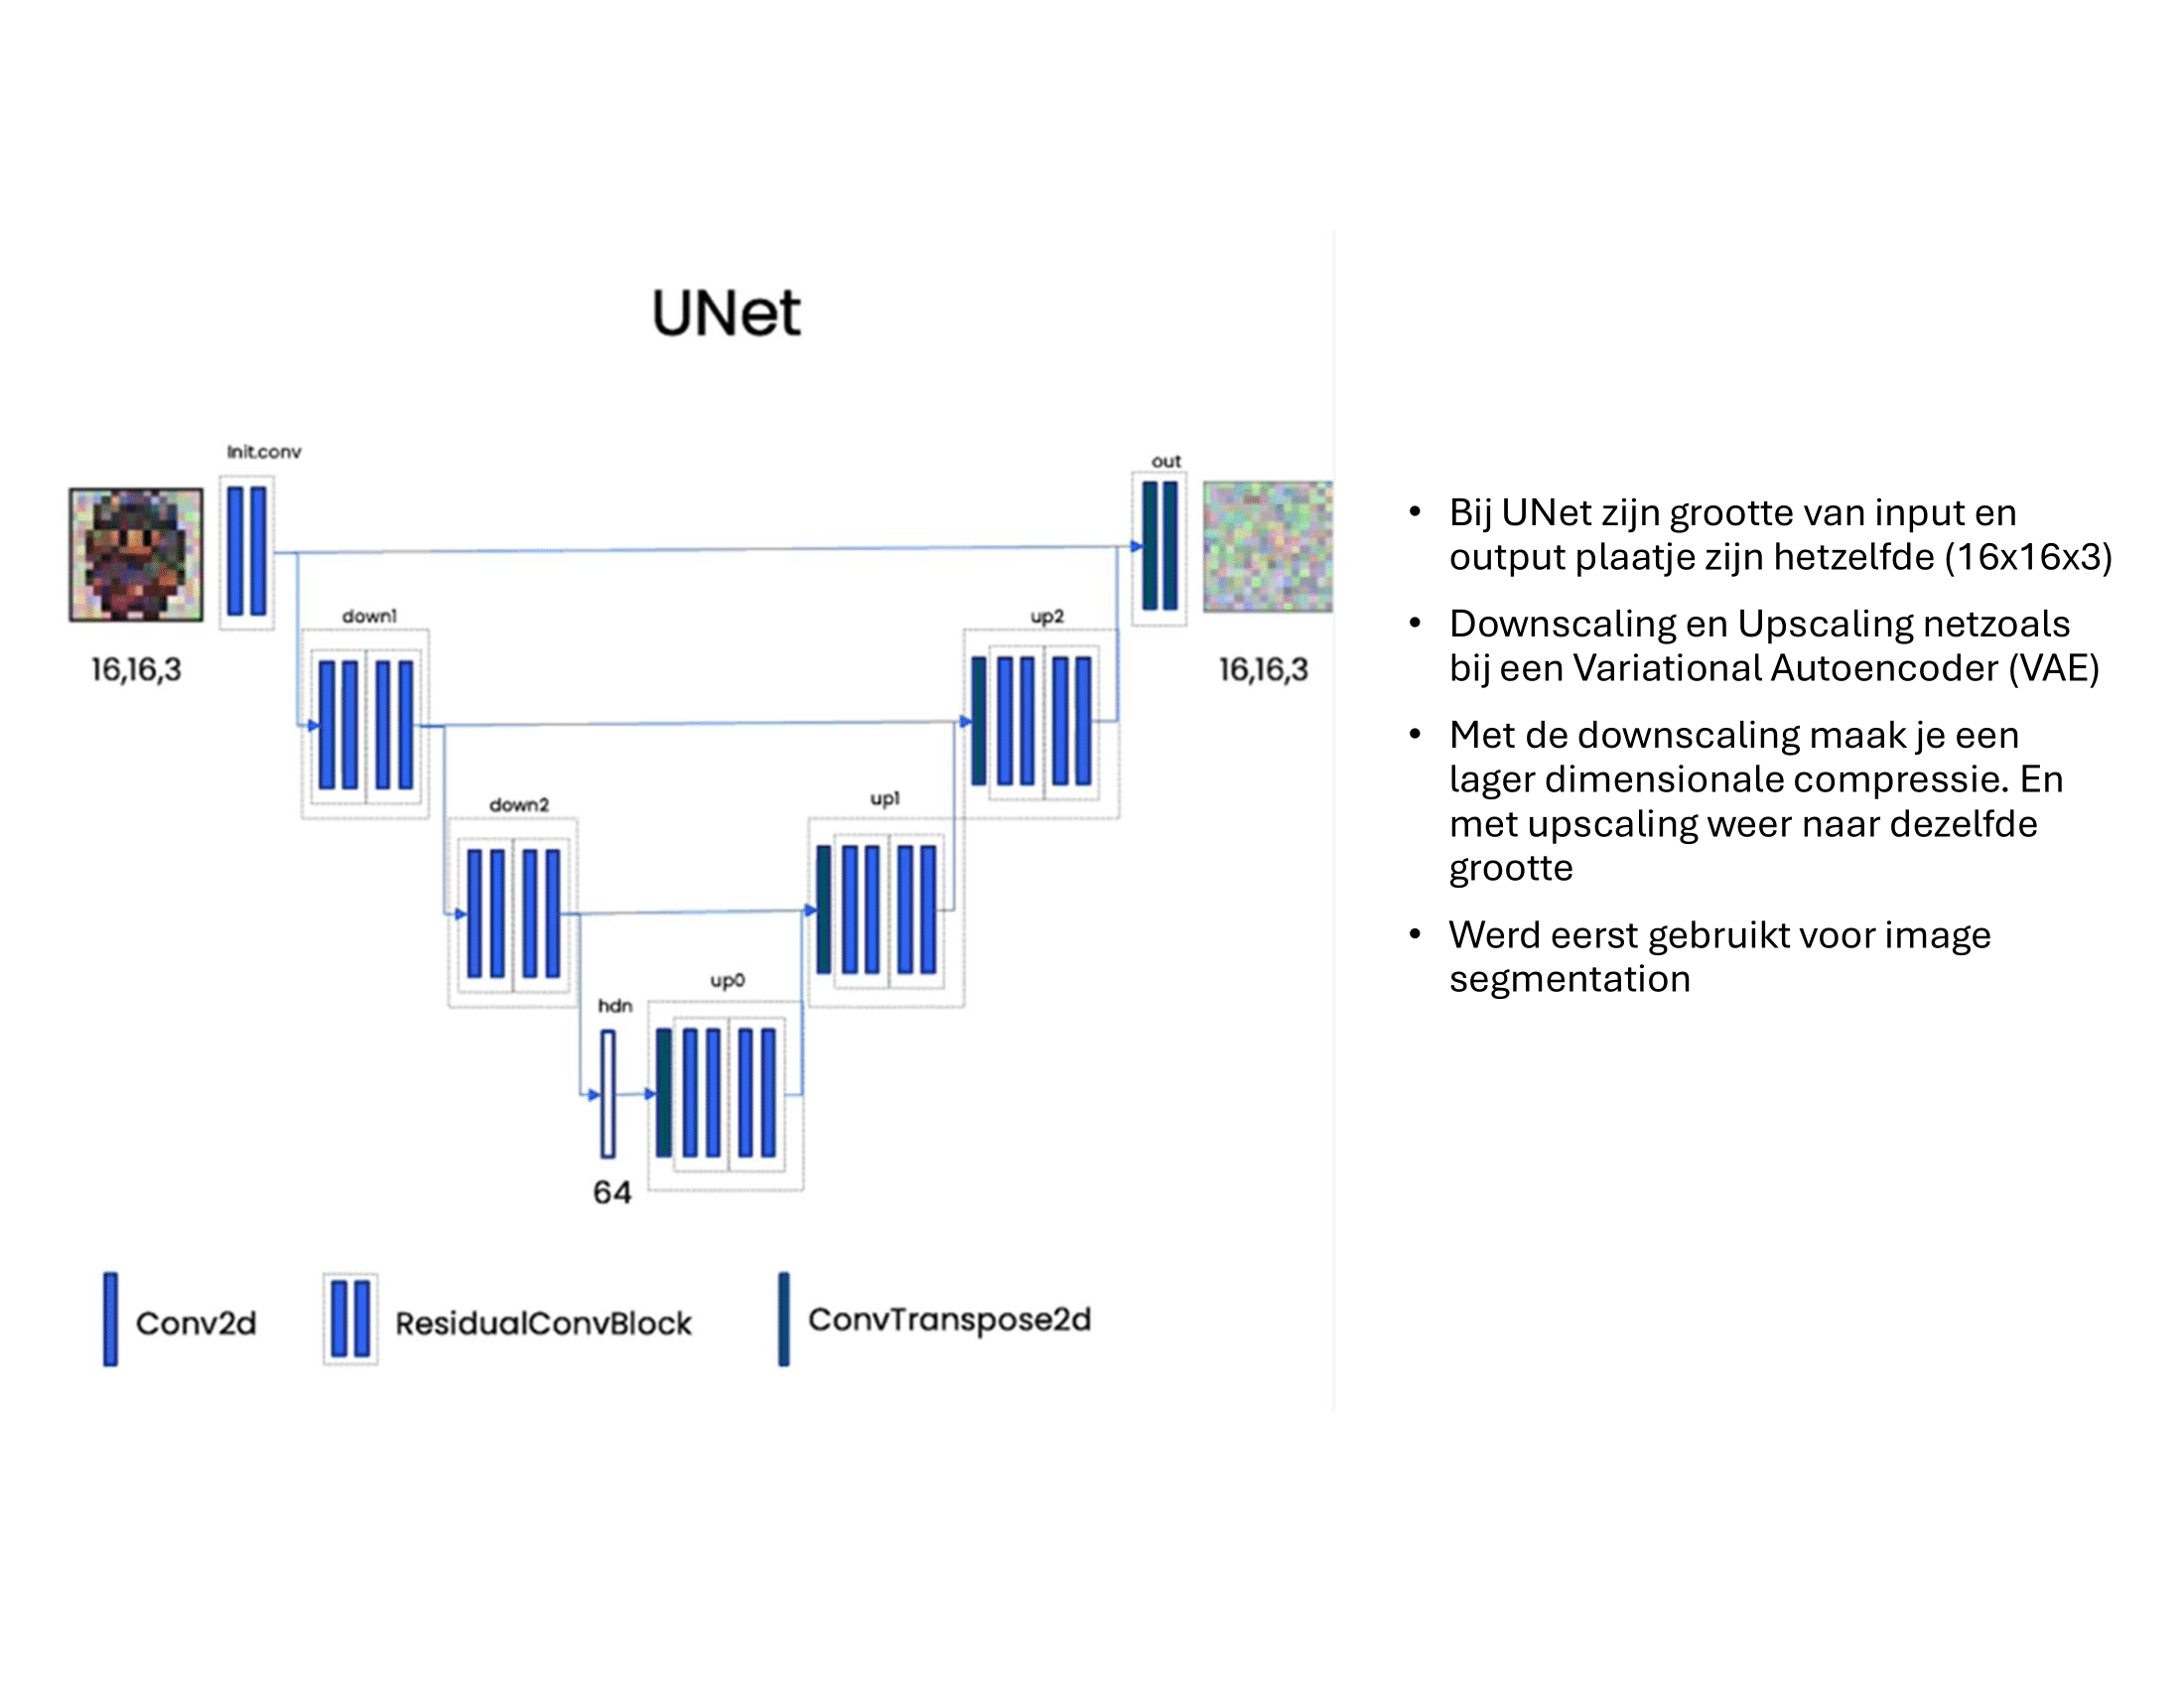 UNet
Init.conv
out
16,16,3
down1
up2
16,16,3
down2
up1
hdn
up0
64
Conv2d
ResidualConvBlock
ConvTranspose2d
• Bij UNet zijn grootte van input en
output plaatje zijn hetzelfde (16x16x3)
• Downscaling en Upscaling netzoals
bij een Variational Autoencoder (VAE)
• Met de downscaling maak je een
lager dimensionale compressie. En
met upscaling weer naar dezelfde
grootte
• Werd eerst gebruikt voor image
segmentation